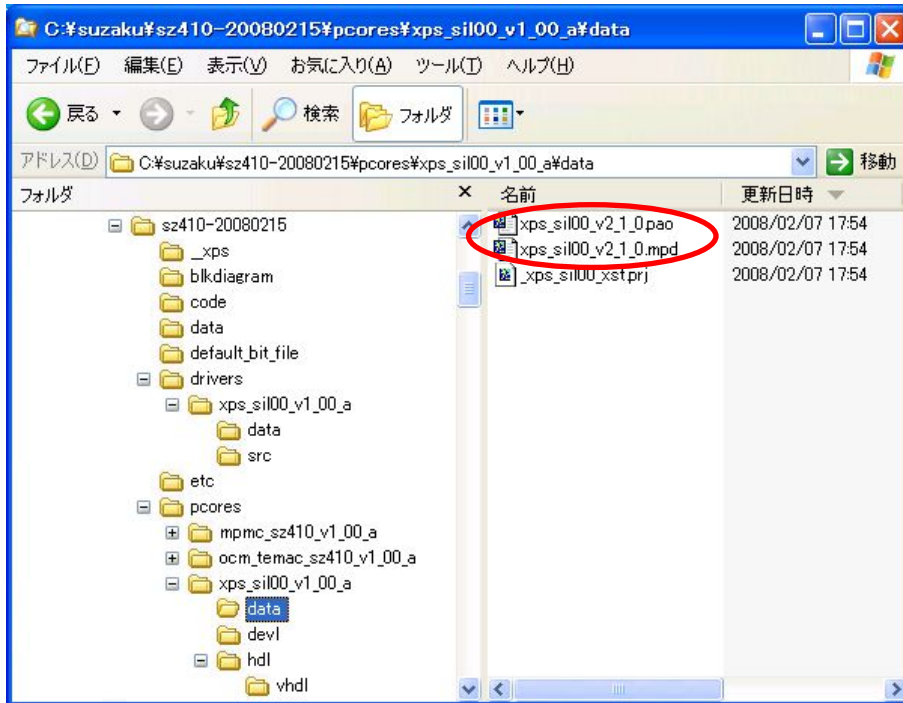 C:¥suzaku¥sz410-20080215¥pcores¥xps_sil00_v1_00_a¥data
ファイル(F) 編集(E) 表示(V) お気に入り(A) ツール(T) ヘルプ(H)
戻る 検索 フォルダ
アドレス(D) C:¥suzaku¥sz410-20080215¥pcores¥xps_sil00_v1_00_a¥data 移動
フォルダ × 名前 更新日時
sz410-20080215
_xps
blkdiagram
code
data
default_bit_file
drivers
xps_sil00_v1_00_a
data
src
etc
pcores
mpmc_sz410_v1_00_a
ocm_temac_sz410_v1_00_a
xps_sil00_v1_00_a
data
devl
hdl
vhdl
xps_sil00_v2_1_0.pao 2008/02/07 17:54
xps_sil00_v2_1_0.mpd 2008/02/07 17:54
_xps_sil00_xst.prj 2008/02/07 17:54